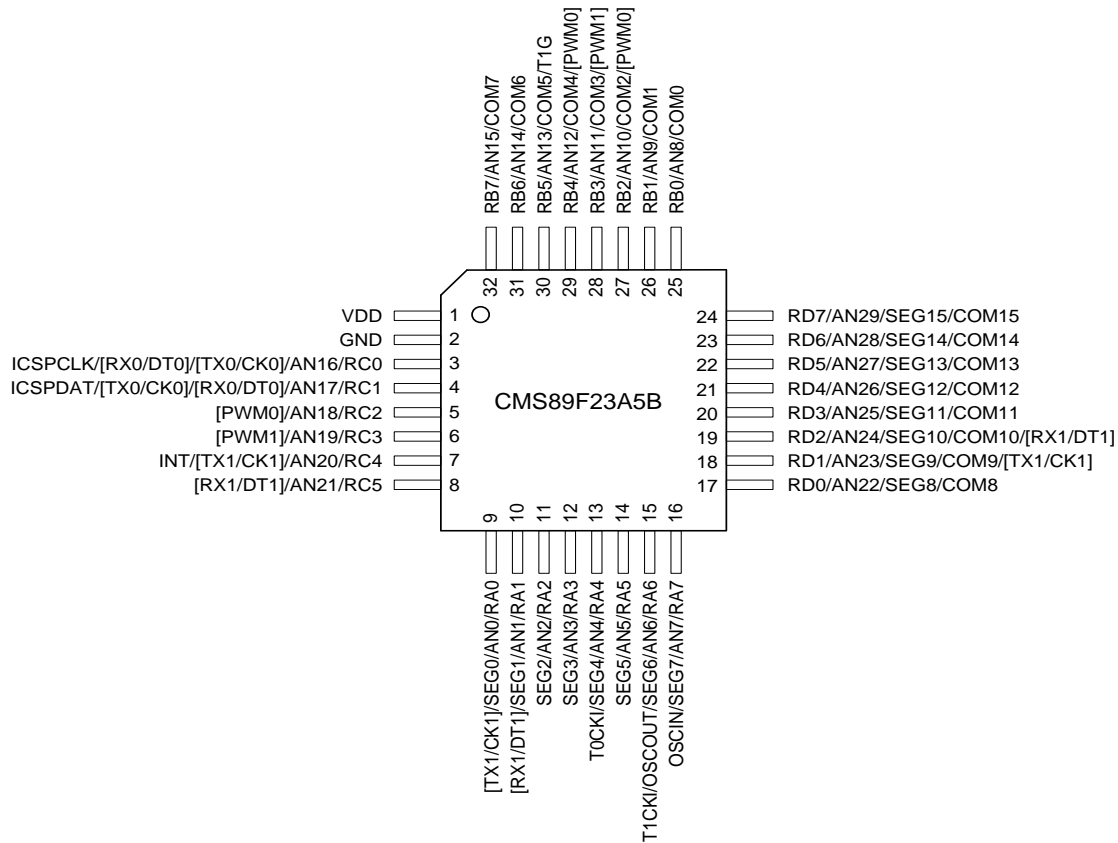 RB7/AN15/COM7
RB6/AN14/COM6
RB5/AN13/COM5/T1G
RB4/AN12/COM4/[PWM0]
RB3/AN11/COM3/[PWM1]
RB2/AN10/COM2/[PWM0]
RB1/AN9/COM1
RB0/AN8/COM0
32
31
30
29
28
27
26
25
VDD 1
GND 2
ICSPCLK/[RX0/DT0]/[TX0/CK0]/AN16/RC0 3
ICSPDAT/[TX0/CK0]/[RX0/DT0]/AN17/RC1 4
[PWM0]/AN18/RC2 5
[PWM1]/AN19/RC3 6
INT/[TX1/CK1]/AN20/RC4 7
[RX1/DT1]/AN21/RC5 8
CMS89F23A5B
24 RD7/AN29/SEG15/COM15
23 RD6/AN28/SEG14/COM14
22 RD5/AN27/SEG13/COM13
21 RD4/AN26/SEG12/COM12
20 RD3/AN25/SEG11/COM11
19 RD2/AN24/SEG10/COM10/[RX1/DT1]
18 RD1/AN23/SEG9/COM9/[TX1/CK1]
17 RD0/AN22/SEG8/COM8
9
10
11
12
13
14
15
16
[TX1/CK1]/SEG0/AN0/RA0
[RX1/DT1]/SEG1/AN1/RA1
SEG2/AN2/RA2
SEG3/AN3/RA3
T0CKI/SEG4/AN4/RA4
SEG5/AN5/RA5
T1CKI/OSCOUT/SEG6/AN6/RA6
OSCIN/SEG7/AN7/RA7